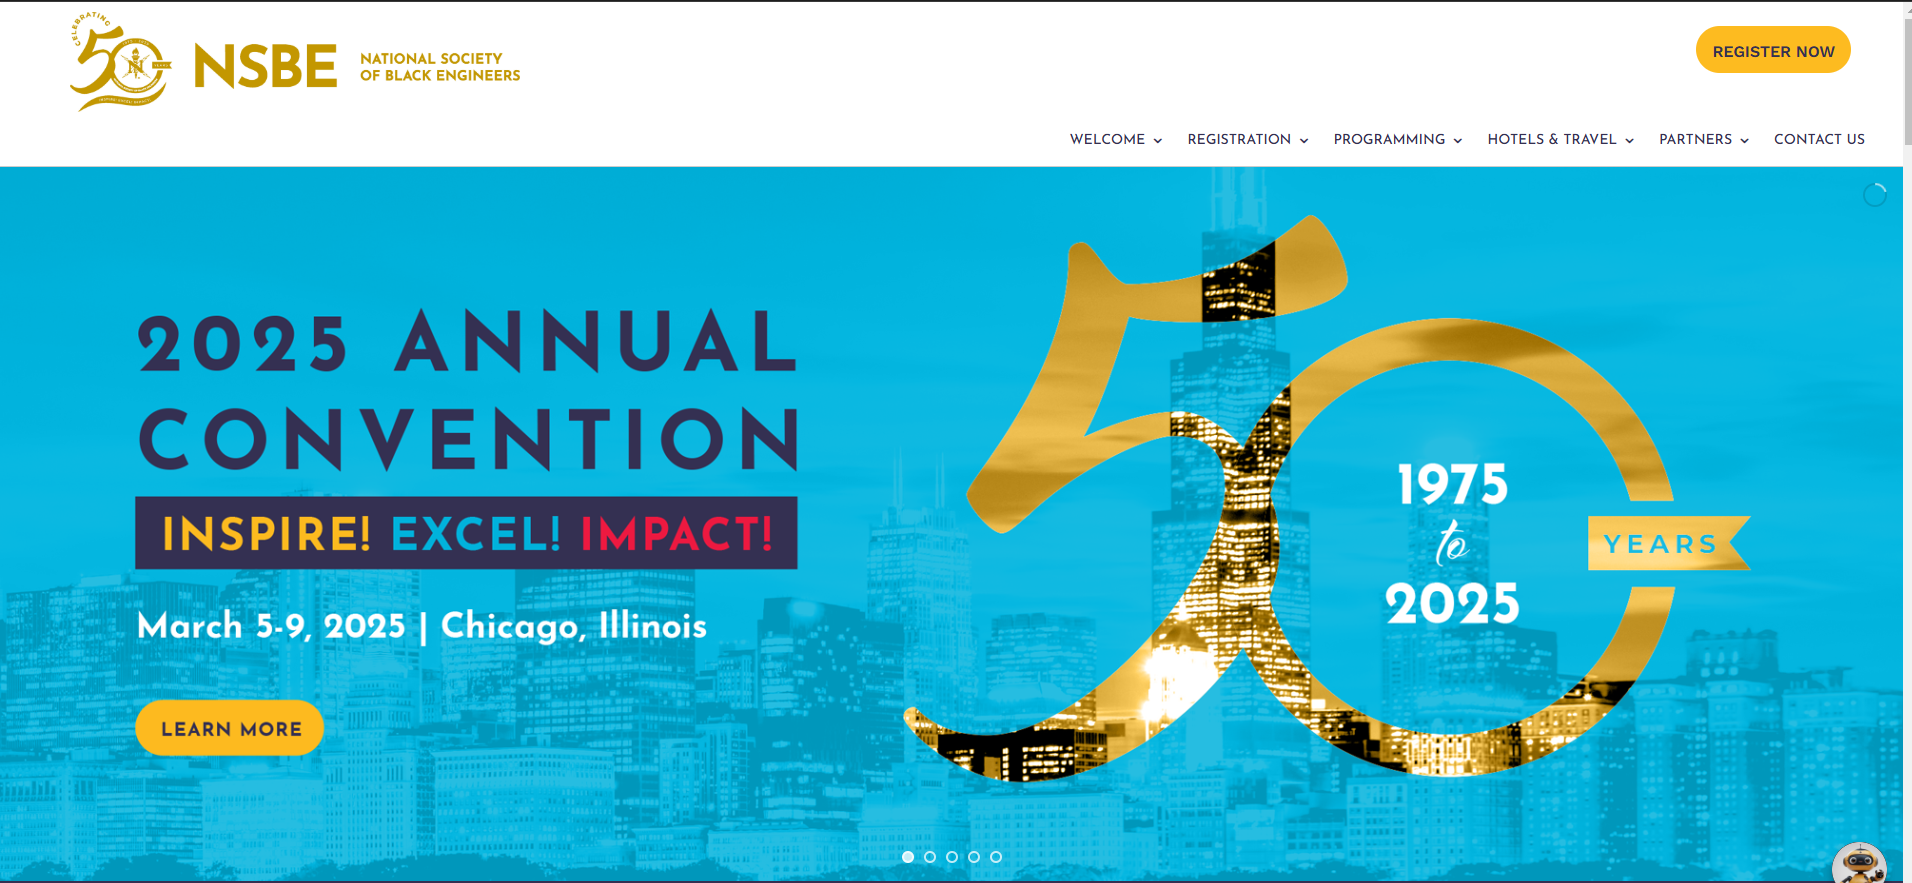 CELEBRATING
50
YEARS
NSBE
NATIONAL SOCIETY
OF BLACK ENGINEERS
REGISTER NOW
WELCOME
REGISTRATION
PROGRAMMING
HOTELS & TRAVEL
PARTNERS
CONTACT US
2025 ANNUAL
CONVENTION
INSPIRE! EXCEL! IMPACT!
March 5-9, 2025 | Chicago, Illinois
LEARN MORE
50
1975
to
2025
YEARS